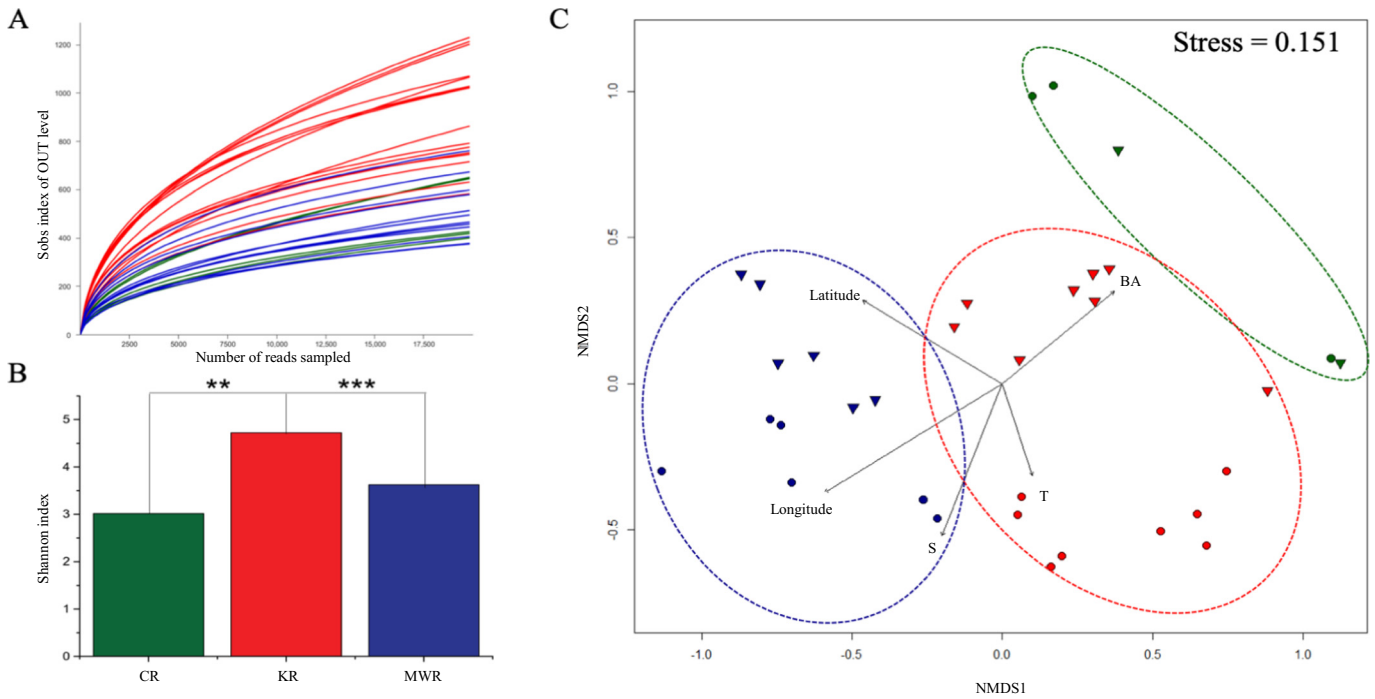 A
1200
1000
800
600
400
200
0
Sobs index of OUT level
2500 5000 7500 10,000 12,500 15,000 17,500
Number of reads sampled
B
** ***
5
4
3
2
1
0
Shannon index
CR KR MWR
C
Stress = 0.151
1.0
0.5
0.0
-0.5
NMDS2
Latitude
BA
Longitude
T
S
-1.0 -0.5 0.0 0.5 1.0
NMDS1